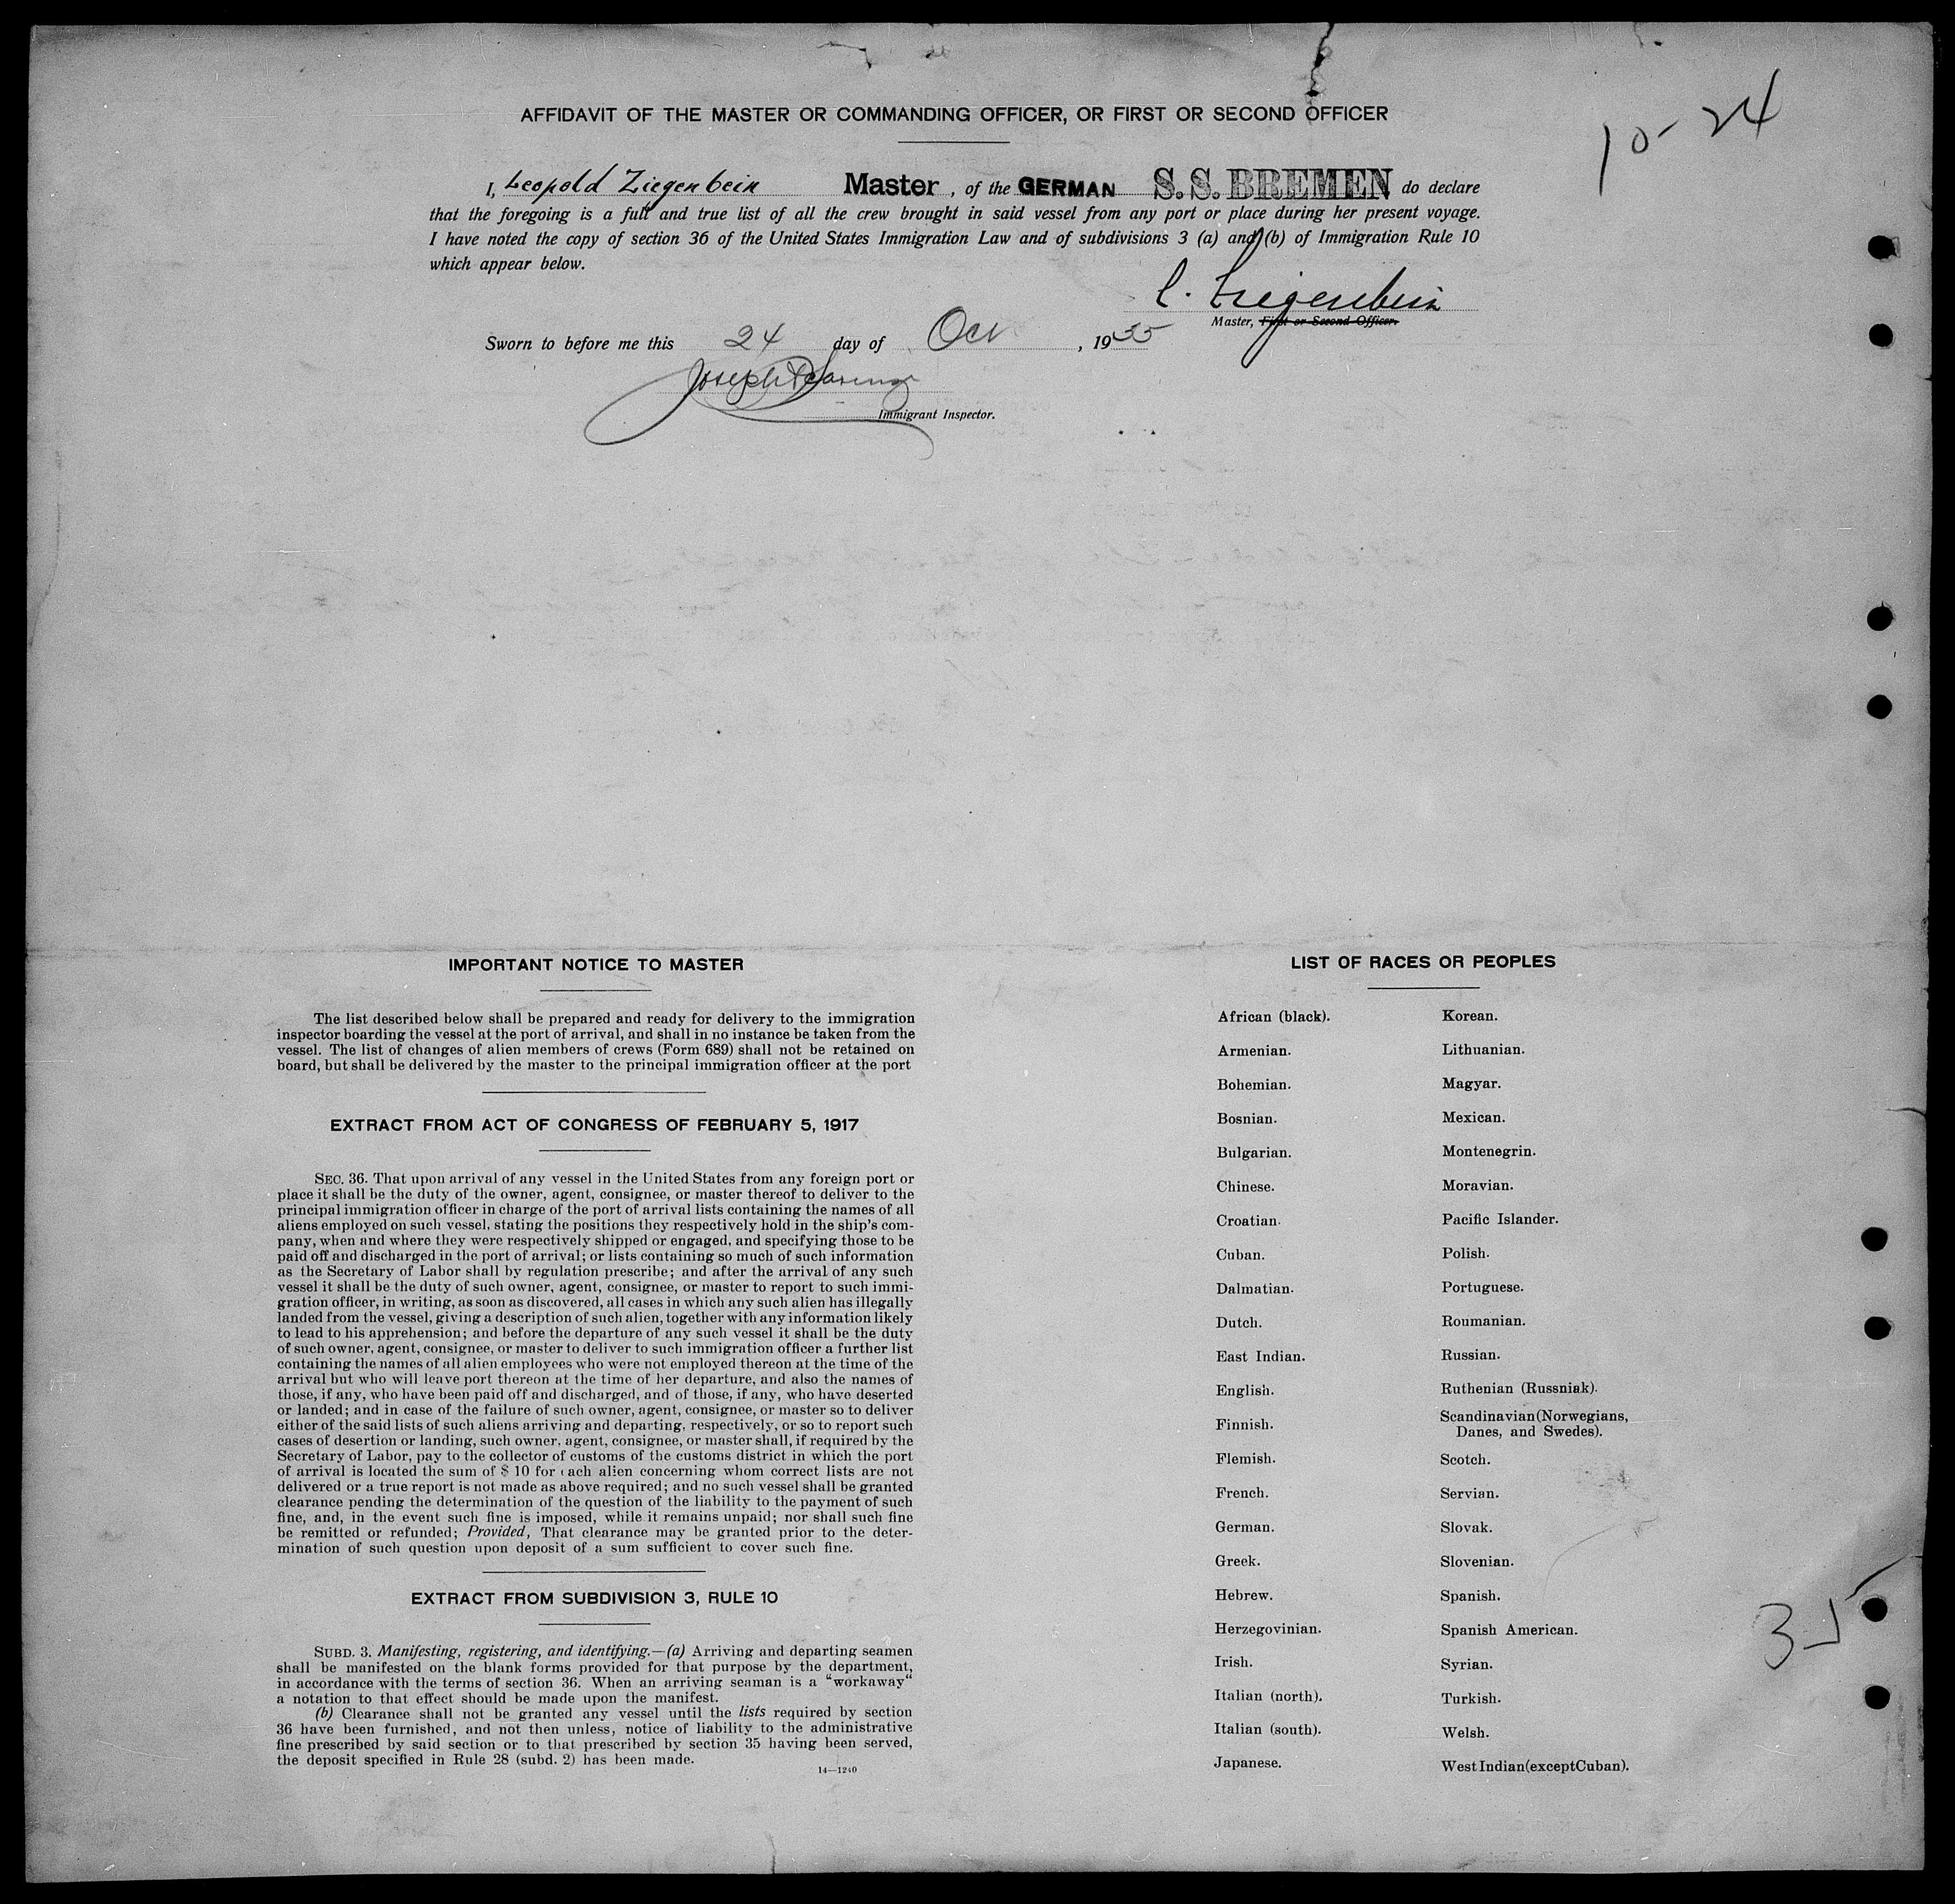 10-24
AFFIDAVIT OF THE MASTER OR COMMANDING OFFICER, OR FIRST OR SECOND OFFICER
I, Leopold Ziegenbein Master, of the GERMAN S. S. BREMEN do declare
that the foregoing is a full and true list of all the crew brought in said vessel from any port or place during her present voyage.
I have noted the copy of section 36 of the United States Immigration Law and of subdivisions 3 (a) and (b) of Immigration Rule 10
which appear below.
L. Ziegenbein
Master, First or Second Officer.
Sworn to before me this 24 day of Oct, 1935
Joseph
Immigrant Inspector.
IMPORTANT NOTICE TO MASTER
The list described below shall be prepared and ready for delivery to the immigration
inspector boarding the vessel at the port of arrival, and shall in no instance be taken from the
vessel. The list of changes of alien members of crews (Form 689) shall not be retained on
board, but shall be delivered by the master to the principal immigration officer at the port
EXTRACT FROM ACT OF CONGRESS OF FEBRUARY 5, 1917
SEC. 36. That upon arrival of any vessel in the United States from any foreign port or
place it shall be the duty of the owner, agent, consignee, or master thereof to deliver to the
principal immigration officer in charge of the port of arrival lists containing the names of all
aliens employed on such vessel, stating the positions they respectively hold in the ship's com-
pany, when and where they were respectively shipped or engaged, and specifying those to be
paid off and discharged in the port of arrival; or lists containing so much of such information
as the Secretary of Labor shall by regulation prescribe; and after the arrival of any such
vessel it shall be the duty of such owner, agent, consignee, or master to report to such immi-
gration officer, in writing, as soon as discovered, all cases in which any such alien has illegally
landed from the vessel, giving a description of such alien, together with any information likely
to lead to his apprehension; and before the departure of any such vessel it shall be the duty
of such owner, agent, consignee, or master to deliver to such immigration officer a further list
containing the names of all alien employees who were not employed thereon at the time of the
arrival but who will leave port thereon at the time of her departure, and also the names of
those, if any, who have been paid off and discharged, and of those, if any, who have deserted
or landed; and in case of the failure of such owner, agent, consignee, or master so to deliver
either of the said lists of such aliens arriving and departing, respectively, or so to report such
cases of desertion or landing, such owner, agent, consignee, or master shall, if required by the
Secretary of Labor, pay to the collector of customs of the customs district in which the port
of arrival is located the sum of $ 10 for each alien concerning whom correct lists are not
delivered or a true report is not made as above required; and no such vessel shall be granted
clearance pending the determination of the question of the liability to the payment of such
fine, and, in the event such fine is imposed, while it remains unpaid; nor shall such fine
be remitted or refunded; Provided, That clearance may be granted prior to the deter-
mination of such question upon deposit of a sum sufficient to cover such fine.
EXTRACT FROM SUBDIVISION 3, RULE 10
SUBD. 3. Manifesting, registering, and identifying.—(a) Arriving and departing seamen
shall be manifested on the blank forms provided for that purpose by the department,
in accordance with the terms of section 36. When an arriving seaman is a "workaway"
a notation to that effect should be made upon the manifest.
(b) Clearance shall not be granted any vessel until the lists required by section
36 have been furnished, and not then unless, notice of liability to the administrative
fine prescribed by said section or to that prescribed by section 35 having been served,
the deposit specified in Rule 28 (subd. 2) has been made.
14—1240
LIST OF RACES OR PEOPLES
African (black).
Armenian.
Bohemian.
Bosnian.
Bulgarian.
Chinese.
Croatian.
Cuban.
Dalmatian.
Dutch.
East Indian.
English.
Finnish.
Flemish.
French.
German.
Greek.
Hebrew.
Herzegovinian.
Irish.
Italian (north).
Italian (south).
Japanese.
Korean.
Lithuanian.
Magyar.
Mexican.
Montenegrin.
Moravian.
Pacific Islander.
Polish.
Portuguese.
Roumanian.
Russian.
Ruthenian (Russniak).
Scandinavian (Norwegians,
Danes, and Swedes).
Scotch.
Servian.
Slovak.
Slovenian.
Spanish.
Spanish American.
Syrian.
Turkish.
Welsh.
West Indian (except Cuban).
35